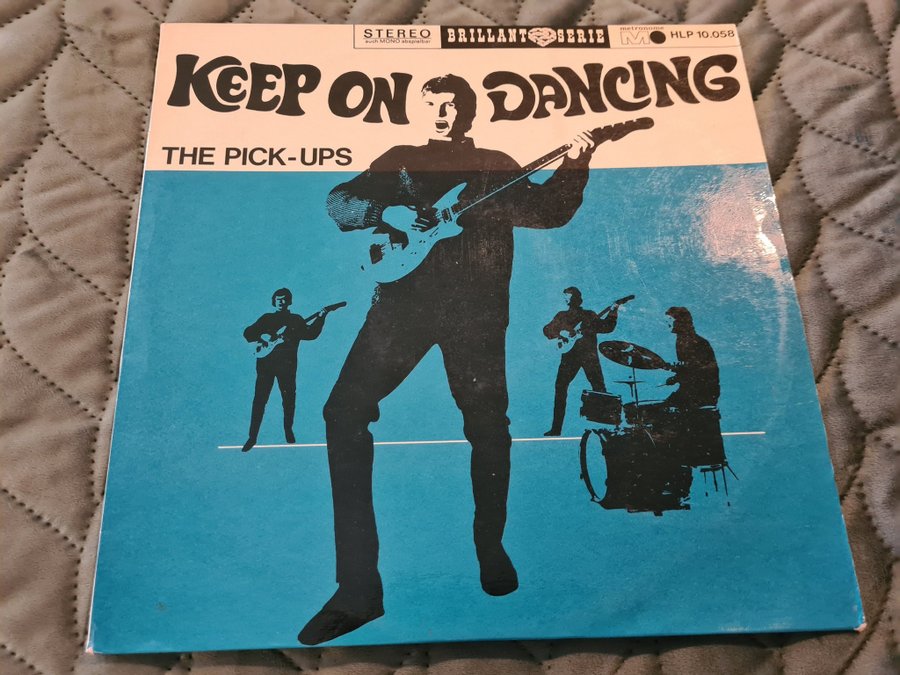 STEREO
auch MONO abspielbar
BRILLANT SERIE
metronome
M
HLP 10.058
KEEP ON DANCING
THE PICK-UPS